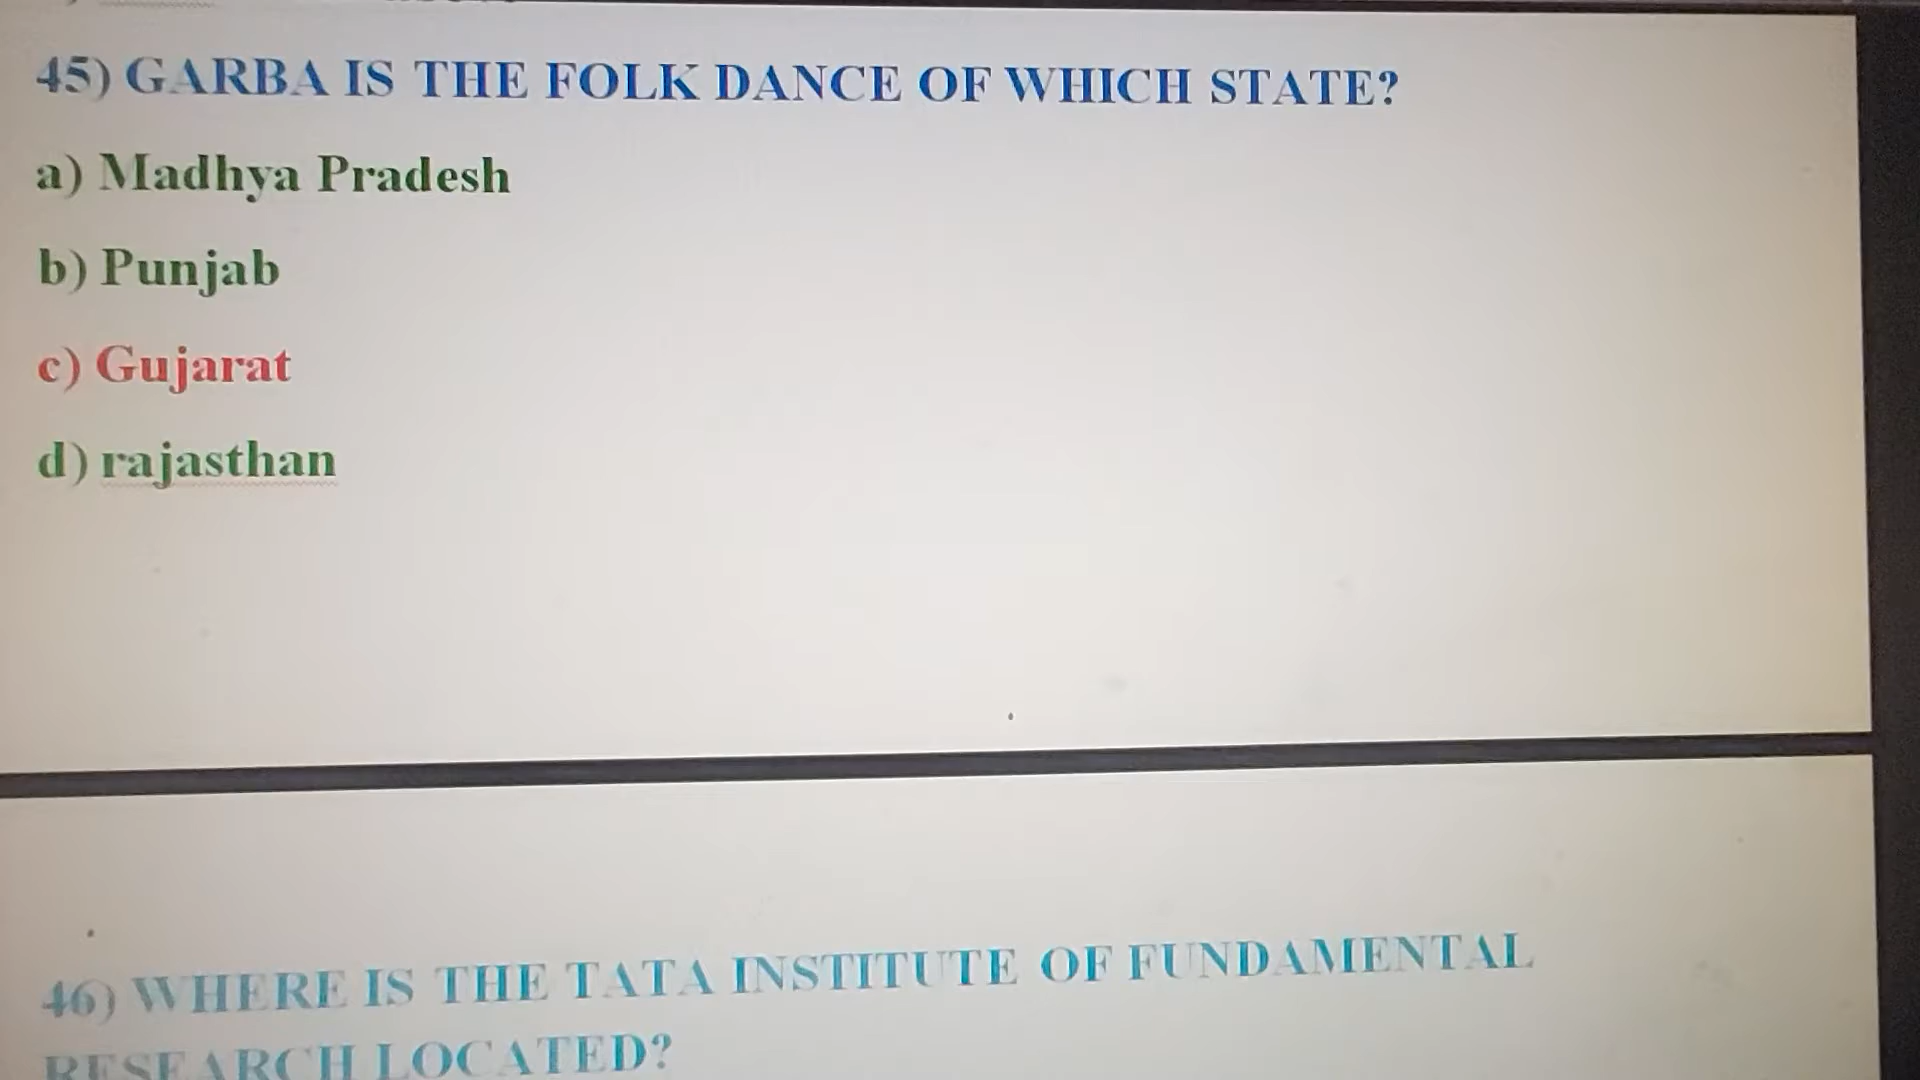 45) GARBA IS THE FOLK DANCE OF WHICH STATE?
a) Madhya Pradesh
b) Punjab
c) Gujarat
d) rajasthan
46) WHERE IS THE TATA INSTITUTE OF FUNDAMENTAL
RESEARCH LOCATED?